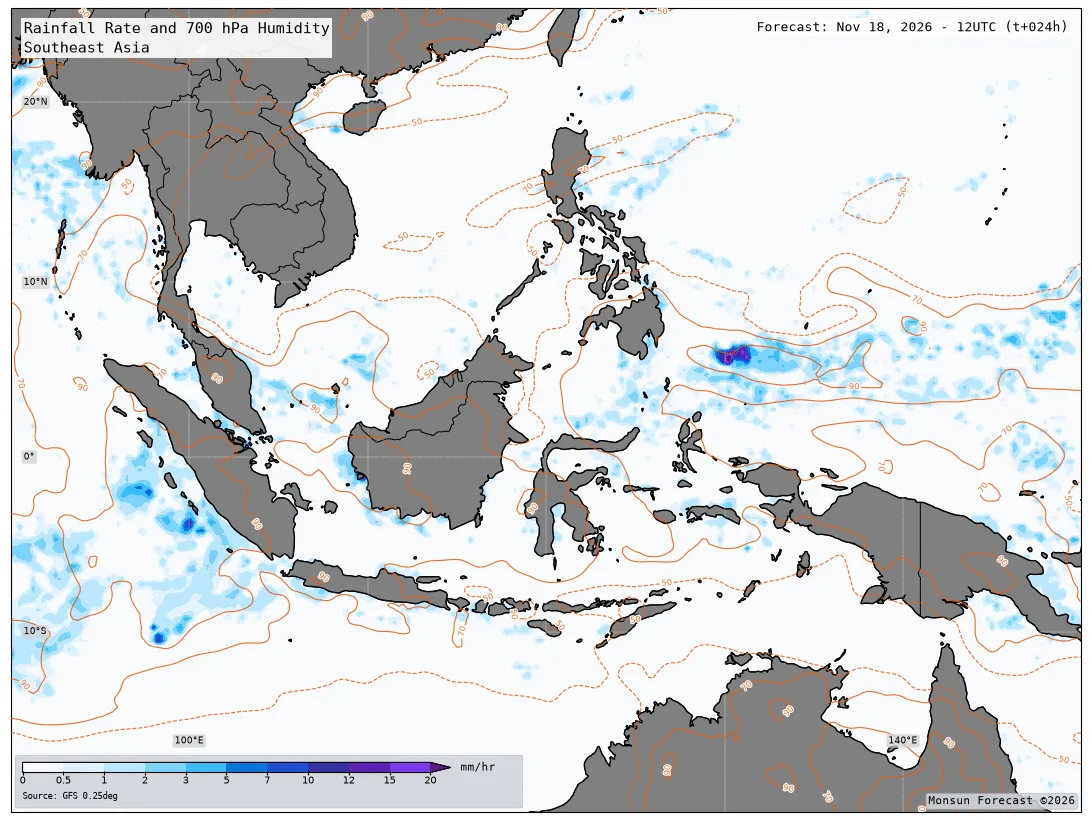 Rainfall Rate and 700 hPa Humidity
Southeast Asia
Forecast: Nov 18, 2026 - 12UTC (t+024h)
20°N
10°N
0°
10°S
100°E
140°E
0 0.5 1 2 3 5 7 10 12 15 20 mm/hr
Source: GFS 0.25deg
Monsun Forecast ©2026